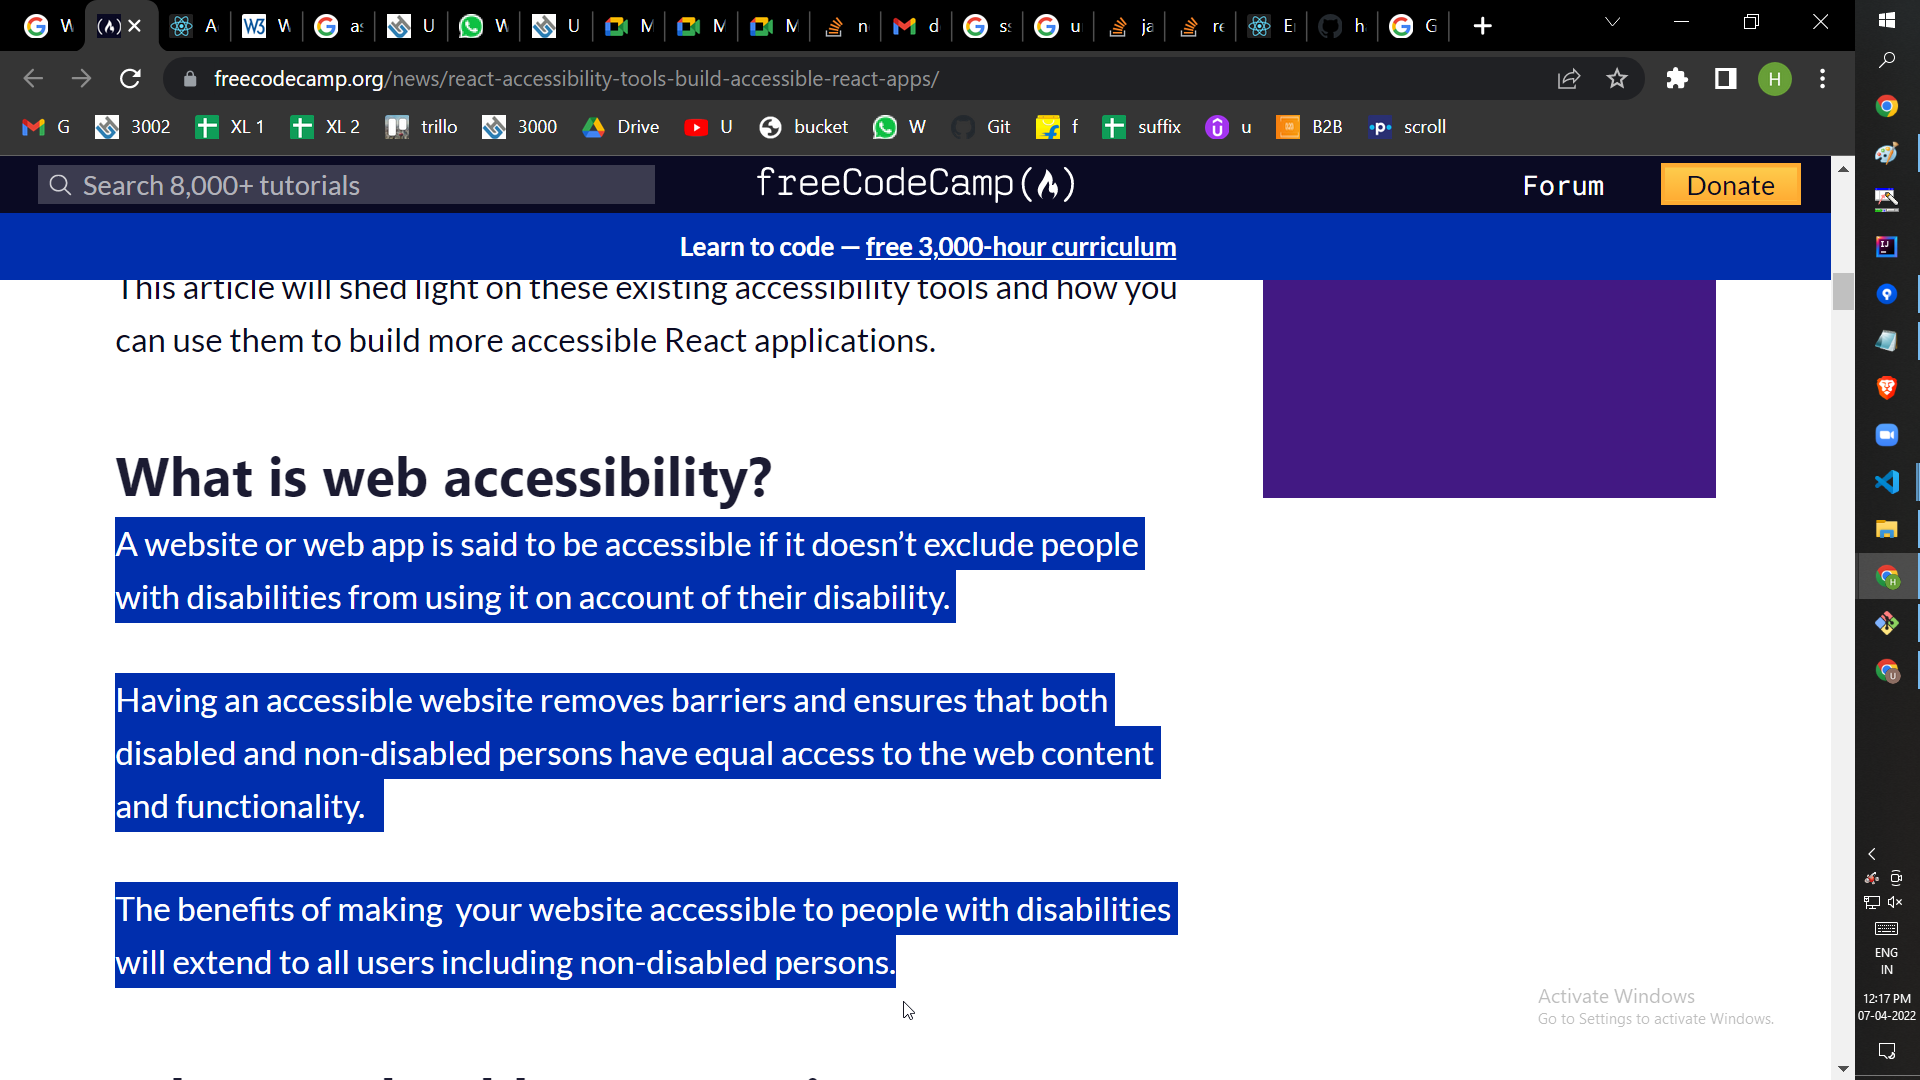 W
A
W3 W
as
U
W
U
M
M
M
n
d
ss
u
ja
re
E
h
G
freecodecamp.org/news/react-accessibility-tools-build-accessible-react-apps/
H
G
3002
XL 1
XL 2
trillo
3000
Drive
U
bucket
W
Git
f
suffix
u
B2B
scroll
Search 8,000+ tutorials
freeCodeCamp
Forum
Donate
Learn to code — free 3,000-hour curriculum
This article will shed light on these existing accessibility tools and how you
can use them to build more accessible React applications.
What is web accessibility?
A website or web app is said to be accessible if it doesn’t exclude people
with disabilities from using it on account of their disability.
Having an accessible website removes barriers and ensures that both
disabled and non-disabled persons have equal access to the web content
and functionality.
The benefits of making your website accessible to people with disabilities
will extend to all users including non-disabled persons.
Activate Windows
Go to Settings to activate Windows.
ENG
IN
12:17 PM
07-04-2022